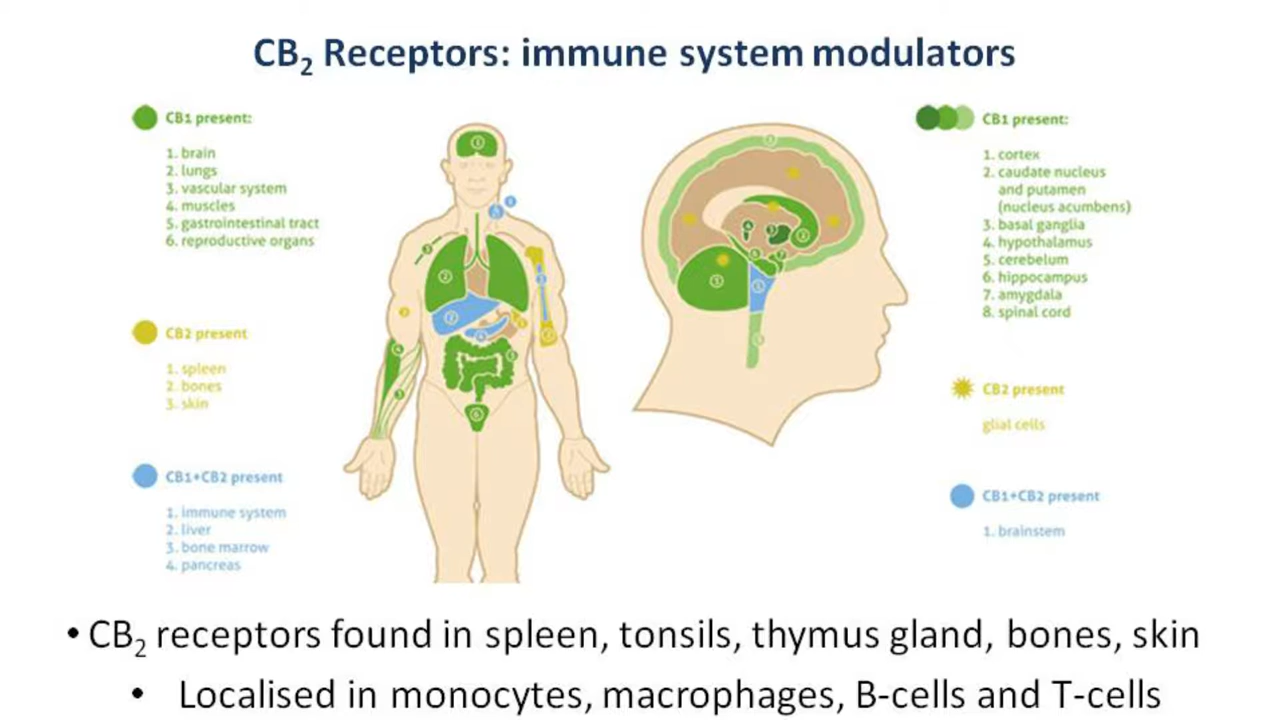 CB2 Receptors: immune system modulators
CB1 present:
1. brain
2. lungs
3. vascular system
4. muscles
5. gastrointestinal tract
6. reproductive organs
CB2 present
1. spleen
2. bones
3. skin
CB1+CB2 present
1. immune system
2. liver
3. bone marrow
4. pancreas
CB1 present:
1. cortex
2. caudate nucleus
and putamen
(nucleus acumbens)
3. basal ganglia
4. hypothalamus
5. cerebelum
6. hippocampus
7. amygdala
8. spinal cord
CB2 present
glial cells
CB1+CB2 present
1. brainstem
• CB2 receptors found in spleen, tonsils, thymus gland, bones, skin
• Localised in monocytes, macrophages, B-cells and T-cells